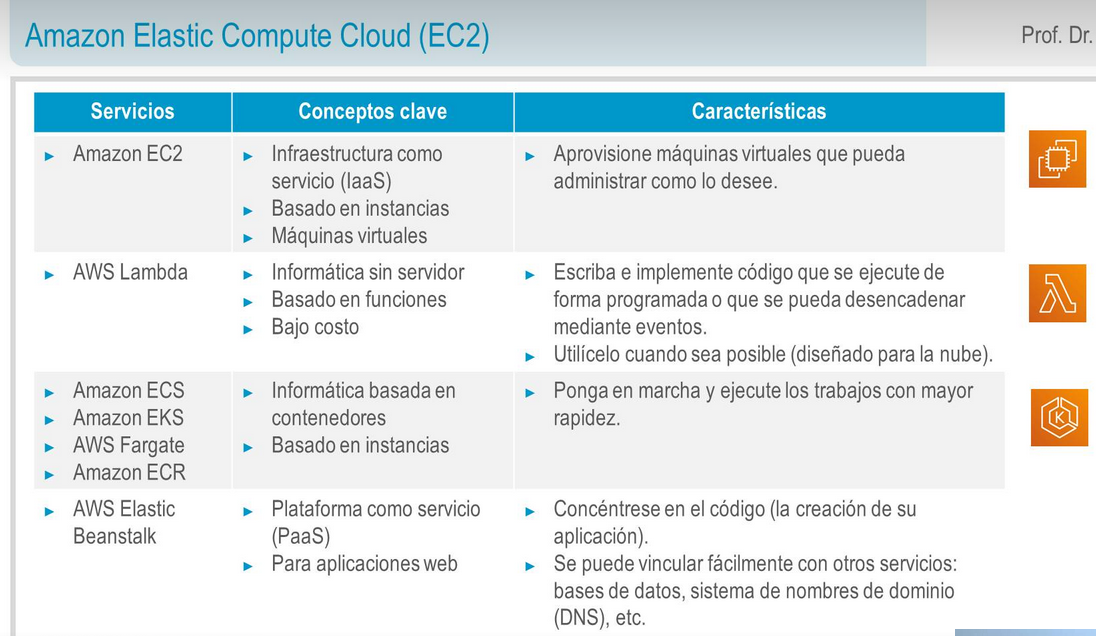 Amazon Elastic Compute Cloud (EC2)
Prof. Dr.
Servicios
Conceptos clave
Características
Amazon EC2
Infraestructura como
servicio (IaaS)
Basado en instancias
Máquinas virtuales
Aprovisione máquinas virtuales que pueda
administrar como lo desee.
AWS Lambda
Informática sin servidor
Basado en funciones
Bajo costo
Escriba e implemente código que se ejecute de
forma programada o que se pueda desencadenar
mediante eventos.
Utilícelo cuando sea posible (diseñado para la nube).
Amazon ECS
Amazon EKS
AWS Fargate
Amazon ECR
Informática basada en
contenedores
Basado en instancias
Ponga en marcha y ejecute los trabajos con mayor
rapidez.
K
AWS Elastic
Beanstalk
Plataforma como servicio
(PaaS)
Para aplicaciones web
Concéntrese en el código (la creación de su
aplicación).
Se puede vincular fácilmente con otros servicios:
bases de datos, sistema de nombres de dominio
(DNS), etc.